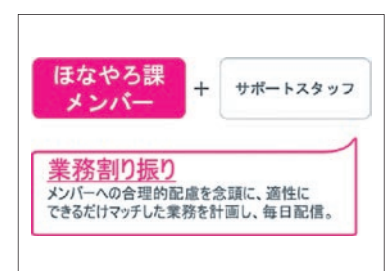 ほなやろ課
メンバー
+
サポートスタッフ
業務割り振り
メンバーへの合理的配慮を念頭に、適性に
できるだけマッチした業務を計画し、毎日配信。